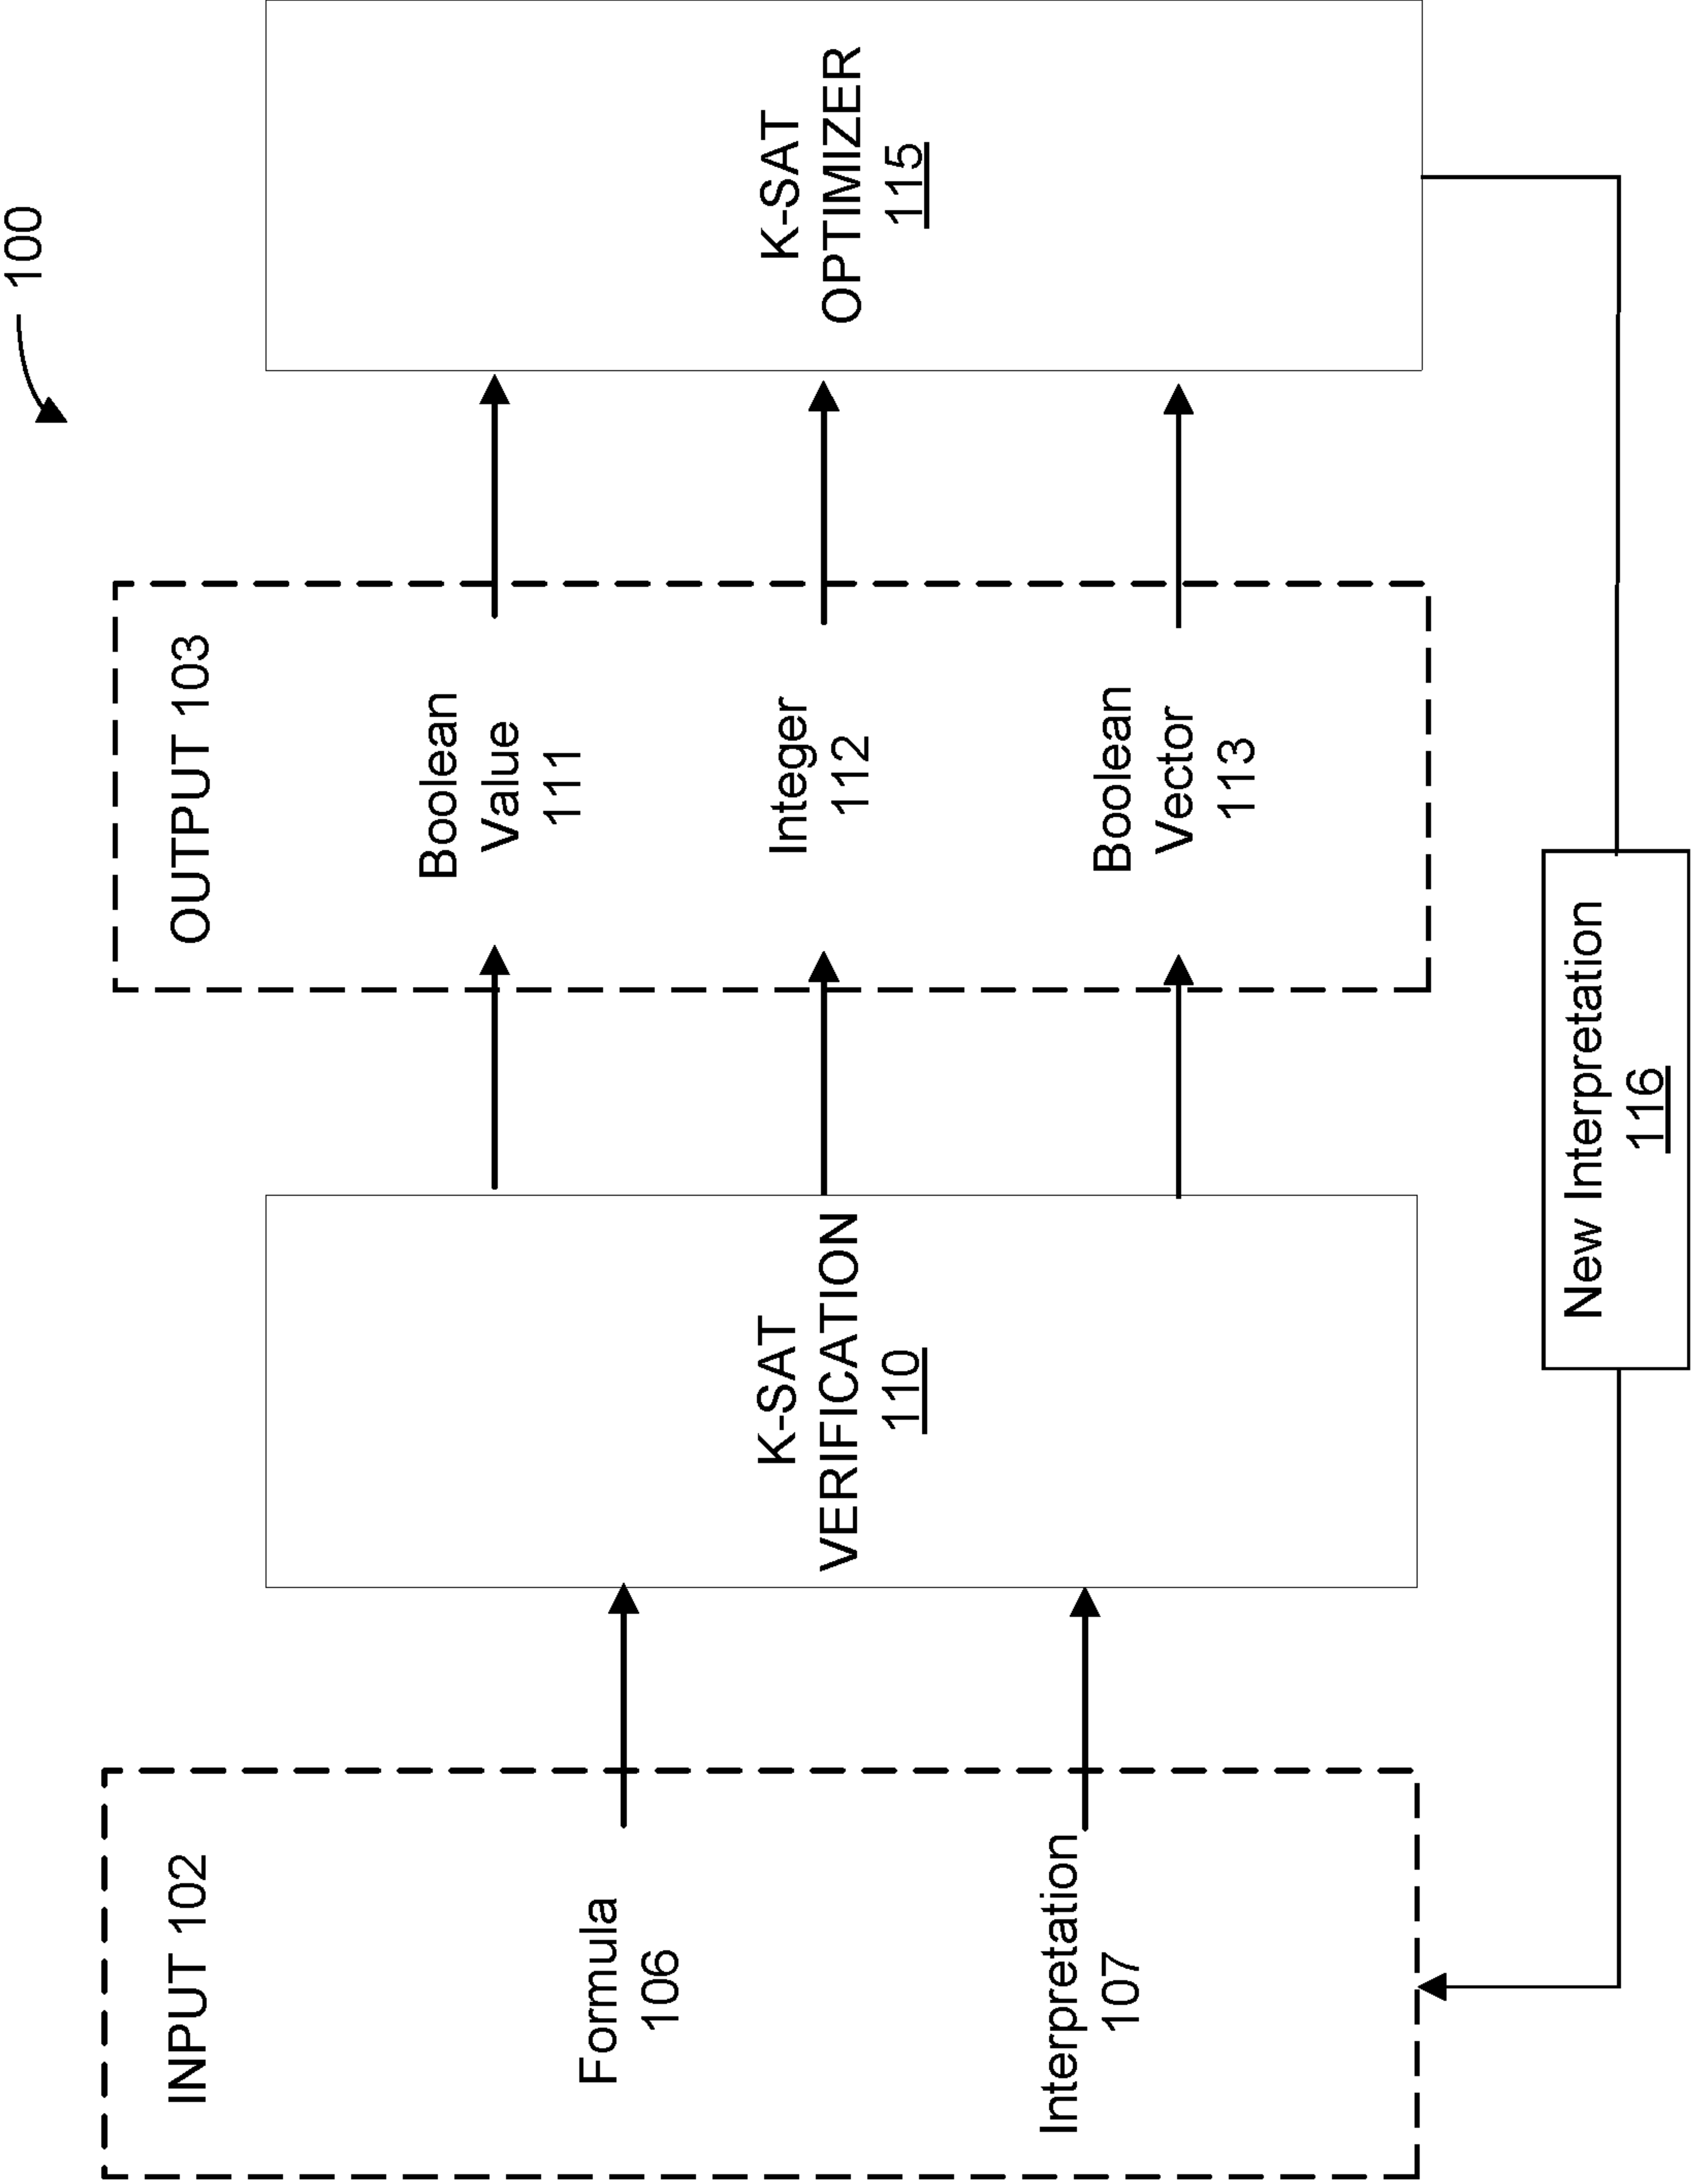 100
INPUT 102
Formula
106
Interpretation
107
K-SAT
VERIFICATION
110
OUTPUT 103
Boolean
Value
111
Integer
112
Boolean
Vector
113
K-SAT
OPTIMIZER
115
New Interpretation
116